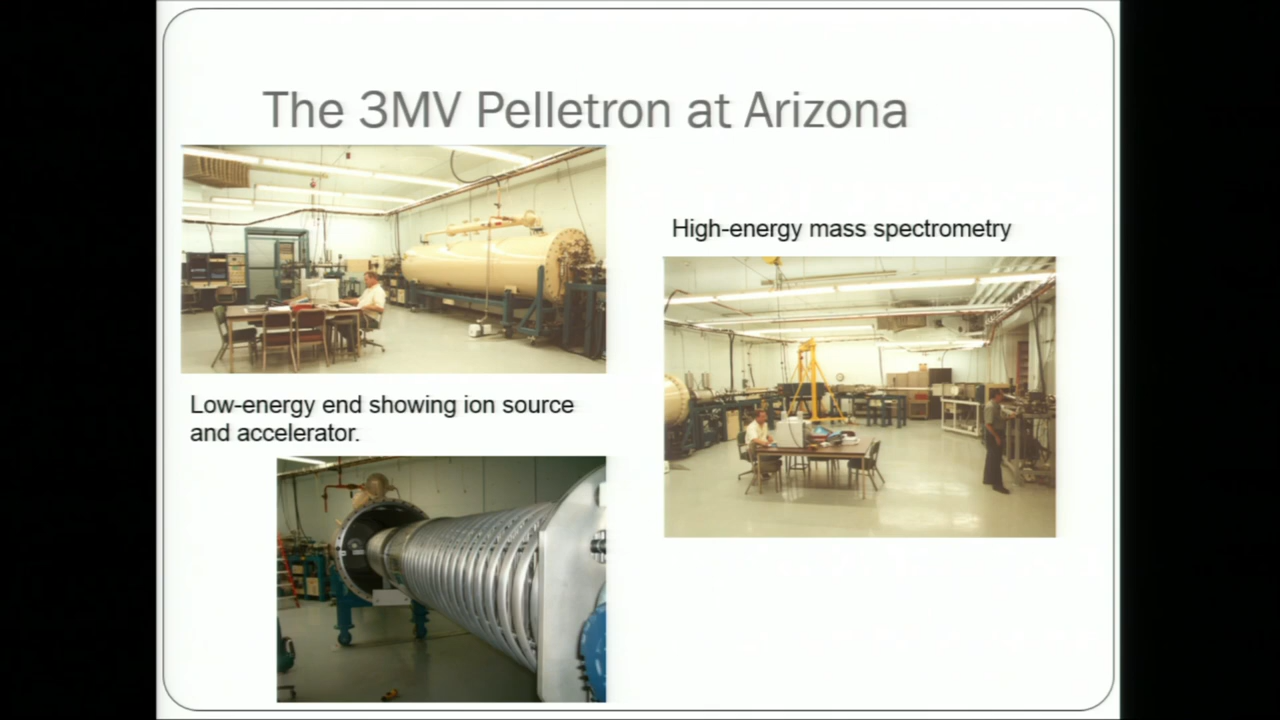 The 3MV Pelletron at Arizona
High-energy mass spectrometry
Low-energy end showing ion source
and accelerator.